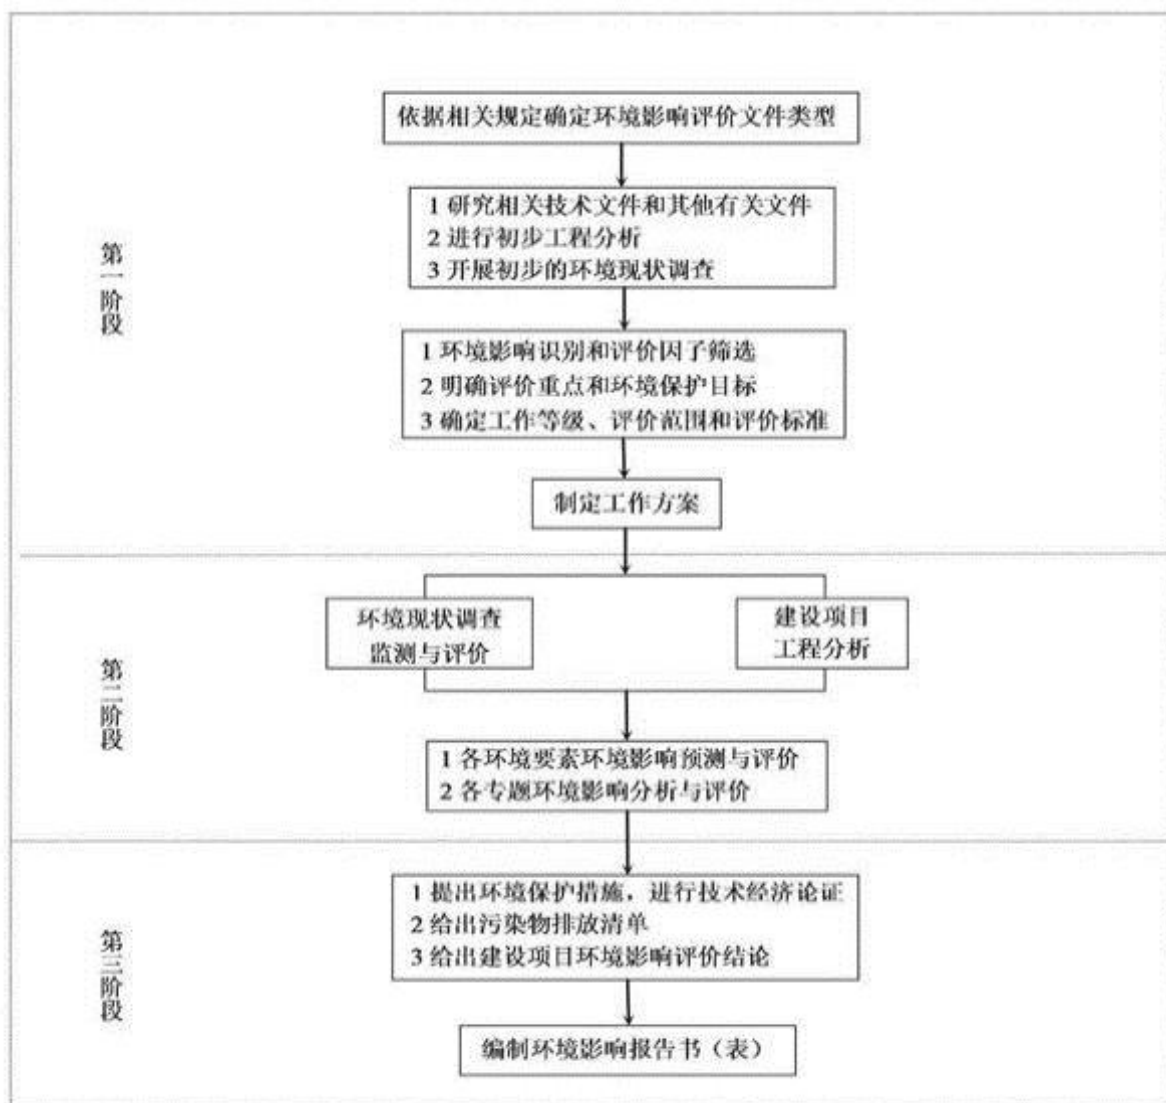 依据相关规定确定环境影响评价文件类型
第一阶段
1 研究相关技术文件和其他有关文件
2 进行初步工程分析
3 开展初步的环境现状调查
1 环境影响识别和评价因子筛选
2 明确评价重点和环境保护目标
3 确定工作等级、评价范围和评价标准
制定工作方案
第二阶段
环境现状调查
监测与评价
建设项目
工程分析
1 各环境要素环境影响预测与评价
2 各专题环境影响分析与评价
第三阶段
1 提出环境保护措施，进行技术经济论证
2 给出污染物排放清单
3 给出建设项目环境影响评价结论
编制环境影响报告书（表）